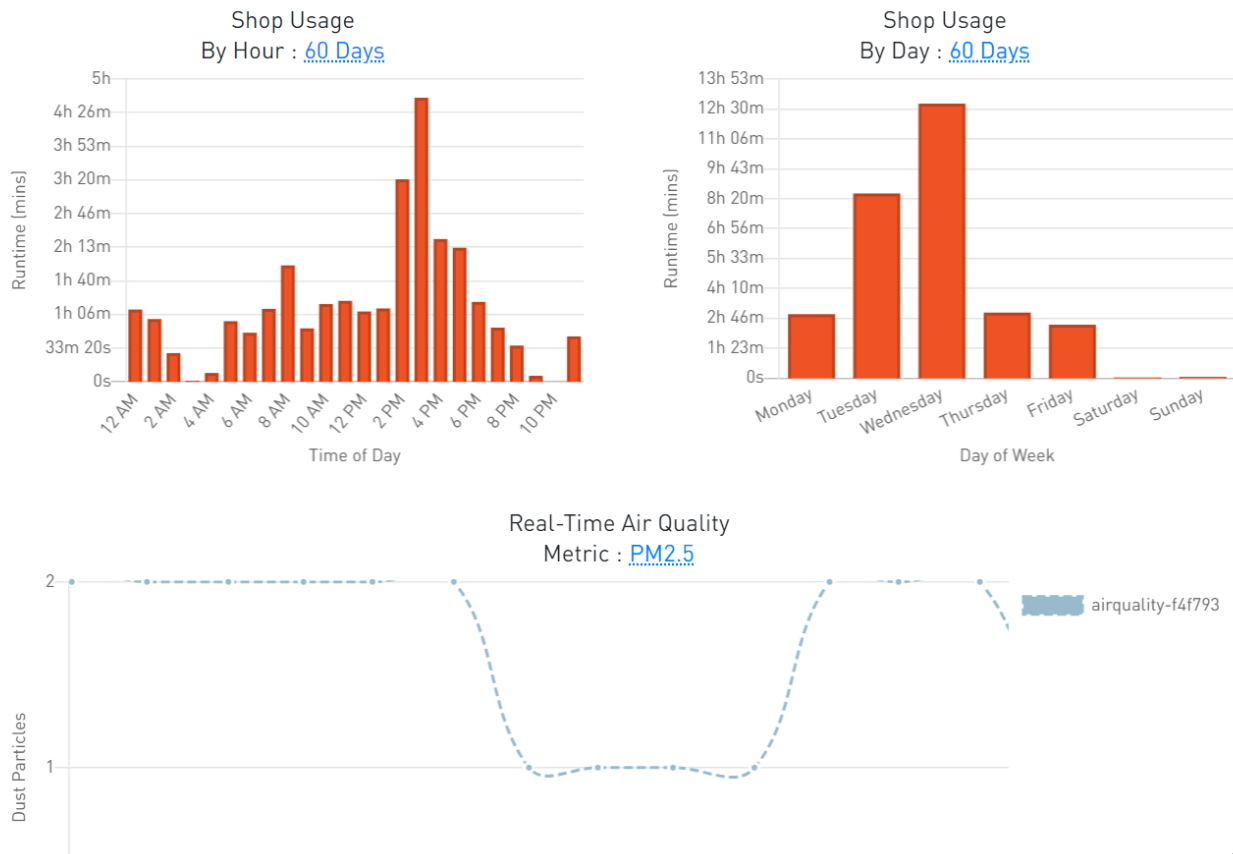 Shop Usage
By Hour : 60 Days
5h
4h 26m
3h 53m
3h 20m
2h 46m
2h 13m
1h 40m
1h 06m
33m 20s
0s
Runtime (mins)
12 AM
2 AM
4 AM
6 AM
8 AM
10 AM
12 PM
2 PM
4 PM
6 PM
8 PM
10 PM
Time of Day
Shop Usage
By Day : 60 Days
13h 53m
12h 30m
11h 06m
9h 43m
8h 20m
6h 56m
5h 33m
4h 10m
2h 46m
1h 23m
0s
Runtime (mins)
Monday
Tuesday
Wednesday
Thursday
Friday
Saturday
Sunday
Day of Week
Real-Time Air Quality
Metric : PM2.5
2
1
Dust Particles
airquality-f4f793